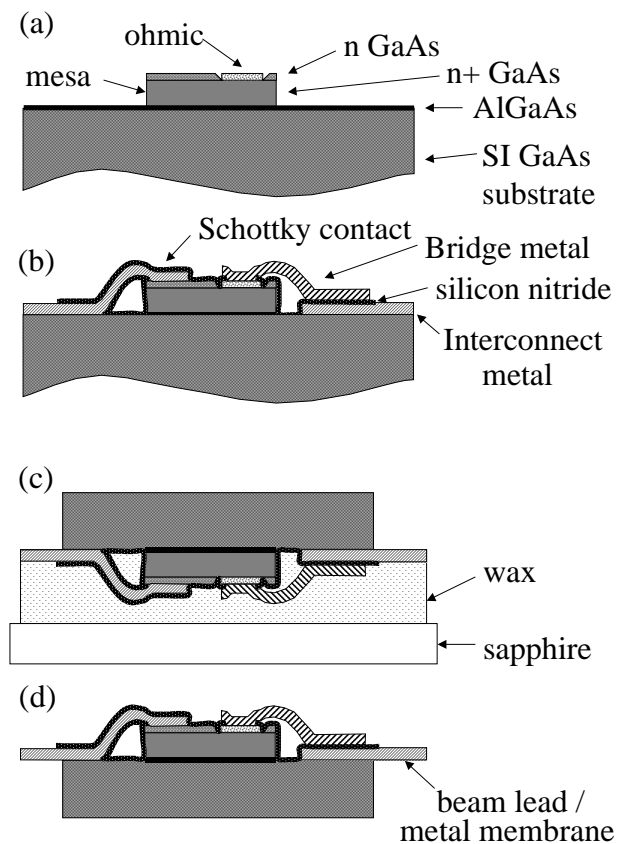 (a)
ohmic
n GaAs
mesa
n+ GaAs
AlGaAs
SI GaAs
substrate
Schottky contact
(b)
Bridge metal
silicon nitride
Interconnect
metal
(c)
wax
sapphire
(d)
beam lead /
metal membrane